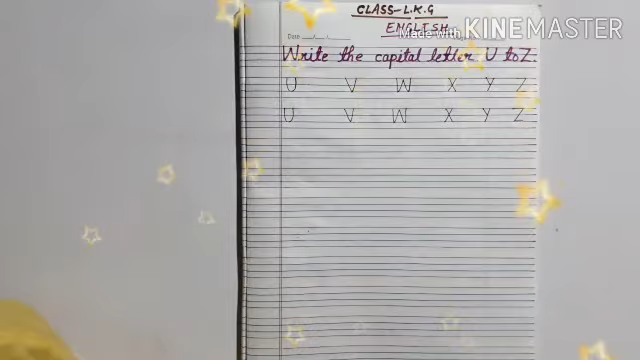 CLASS-L.K.G
ENGLISH
Date
Made with KINEMASTER
Write the capital letter U to Z.
U V W X Y Z
U V W X Y Z